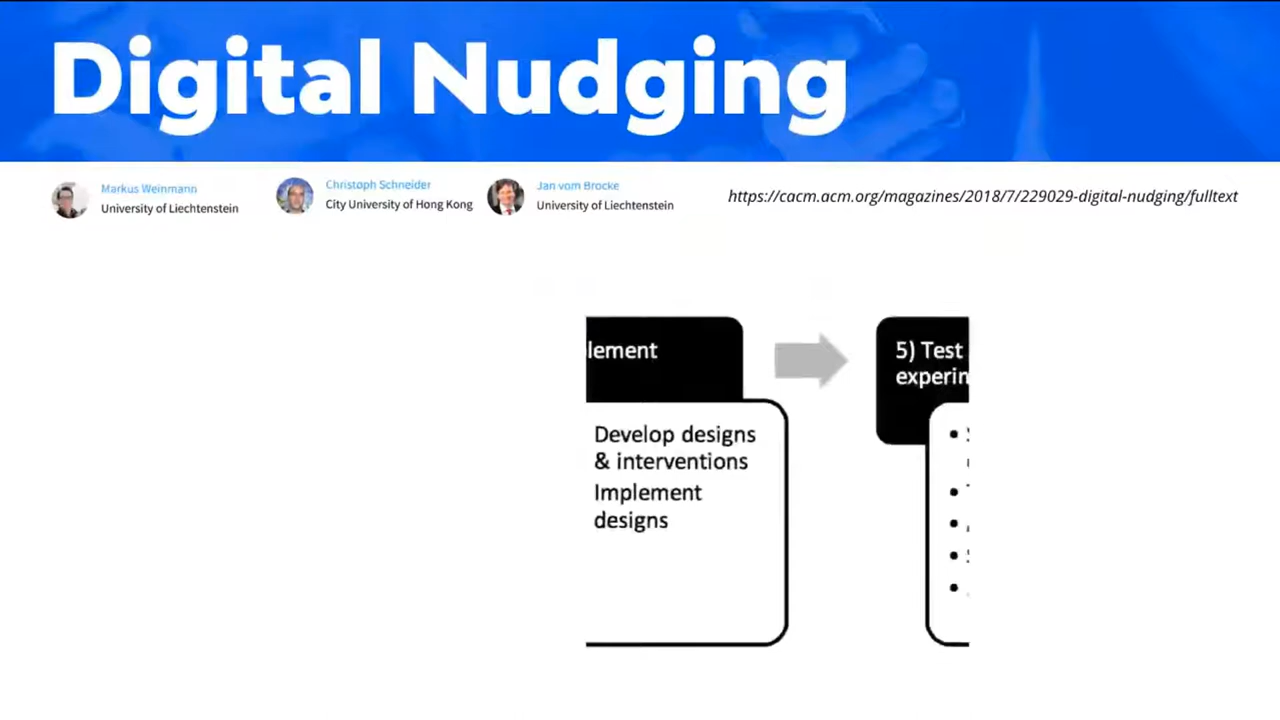 Digital Nudging
Markus Weinmann
University of Liechtenstein
Christoph Schneider
City University of Hong Kong
Jan vom Brocke
University of Liechtenstein
https://cacm.acm.org/magazines/2018/7/229029-digital-nudging/fulltext
lement
Develop designs
& interventions
Implement
designs
5) Test
experim
•
•
•
•
•